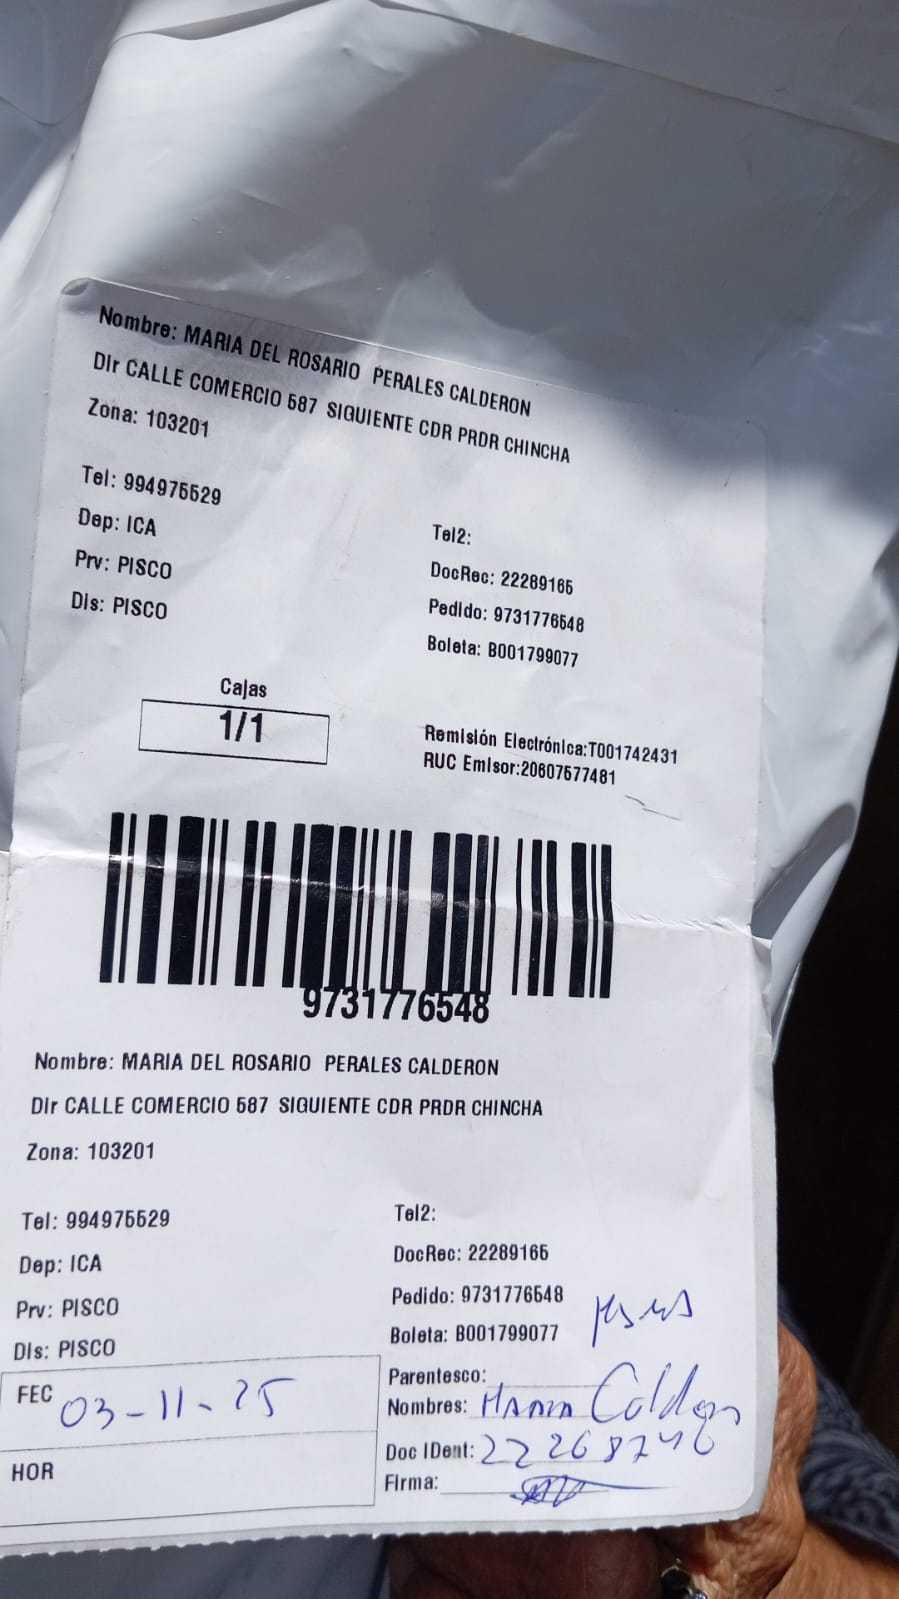 Nombre: MARIA DEL ROSARIO PERALES CALDERON
Dir CALLE COMERCIO 587 SIGUIENTE CDR PRDR CHINCHA
Zona: 103201
Tel: 994975529
Dep: ICA
Prv: PISCO
Dis: PISCO
Tel2:
DocRec: 22289165
Pedido: 9731776548
Boleta: B001799077
Cajas
1/1
Remisión Electrónica:T001742431
RUC Emisor:20607577481
9731776548
Nombre: MARIA DEL ROSARIO PERALES CALDERON
Dir CALLE COMERCIO 587 SIGUIENTE CDR PRDR CHINCHA
Zona: 103201
Tel: 994975529
Dep: ICA
Prv: PISCO
Dis: PISCO
Tel2:
DocRec: 22289165
Pedido: 9731776548
Boleta: B001799077
FEC 03-11-25
HOR
Parentesco:
Nombres: MARIA Calderon
Doc IDent: 22268746
Firma: